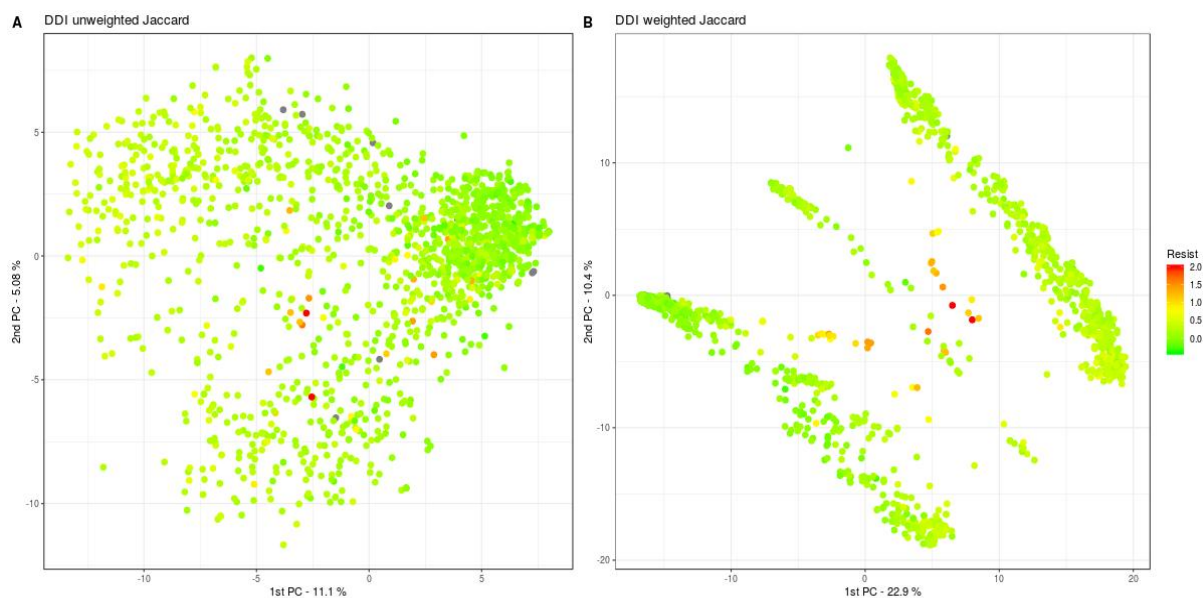 A
DDI unweighted Jaccard
5
0
-5
-10
2nd PC - 5.08 %
-10
-5
0
5
1st PC - 11.1 %
B
DDI weighted Jaccard
10
0
-10
-20
2nd PC - 10.4 %
-10
0
10
20
1st PC - 22.9 %
Resist
2.0
1.5
1.0
0.5
0.0